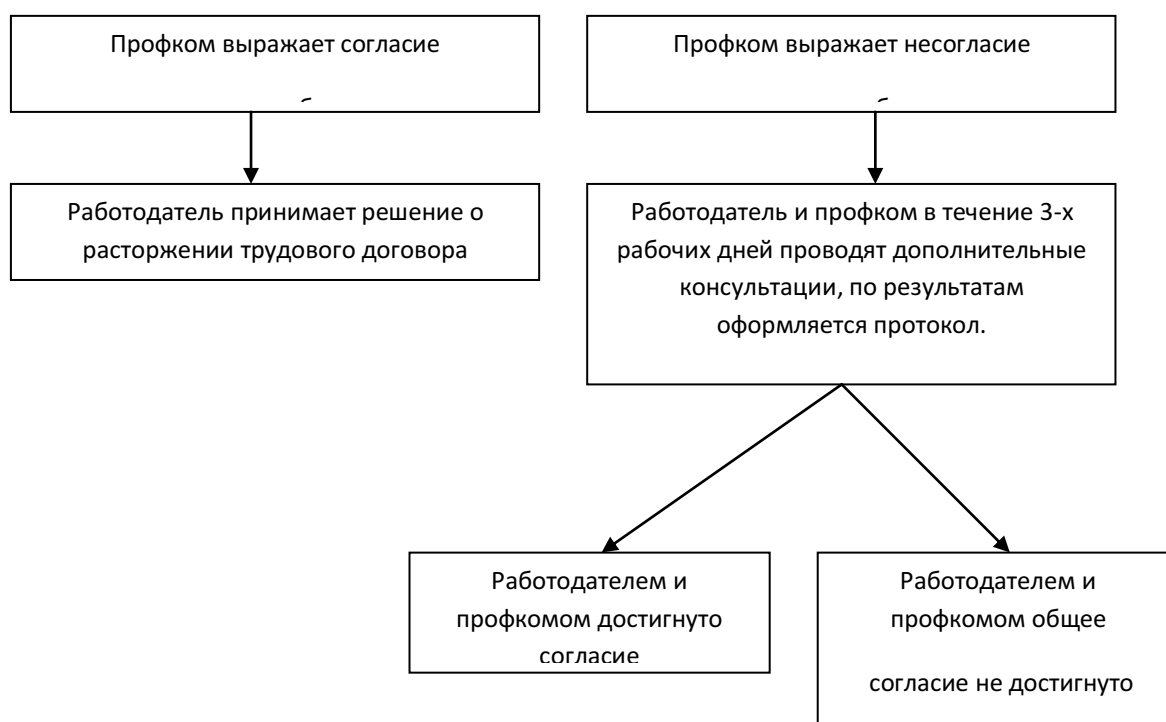 Профком выражает согласие
Профком выражает несогласие
Работодатель принимает решение о
расторжении трудового договора
Работодатель и профком в течение 3-х
рабочих дней проводят дополнительные
консультации, по результатам
оформляется протокол.
Работодателем и
профкомом достигнуто
согласие
Работодателем и
профкомом общее
согласие не достигнуто